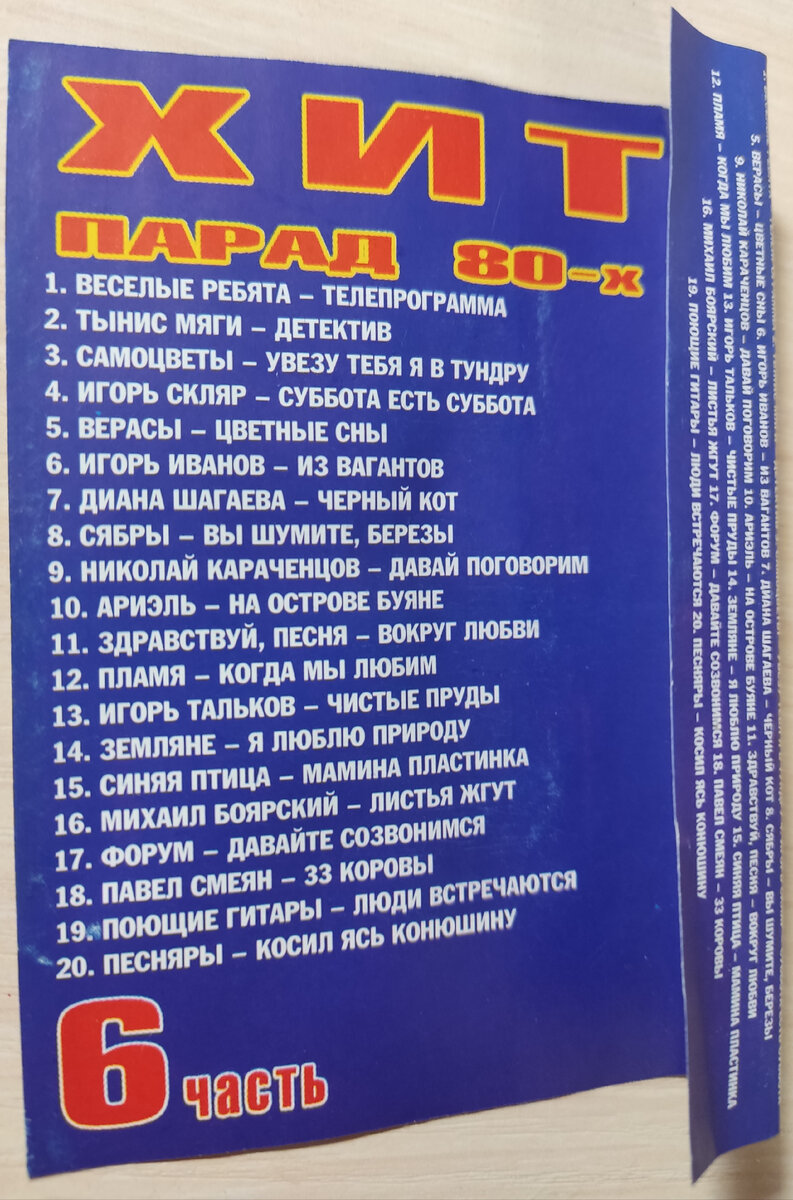 ХИТ
ПАРАД 80-х
1. ВЕСЕЛЫЕ РЕБЯТА – ТЕЛЕПРОГРАММА
2. ТЫНИС МЯГИ – ДЕТЕКТИВ
3. САМОЦВЕТЫ – УВЕЗУ ТЕБЯ Я В ТУНДРУ
4. ИГОРЬ СКЛЯР – СУББОТА ЕСТЬ СУББОТА
5. ВЕРАСЫ – ЦВЕТНЫЕ СНЫ
6. ИГОРЬ ИВАНОВ – ИЗ ВАГАНТОВ
7. ДИАНА ШАГАЕВА – ЧЕРНЫЙ КОТ
8. СЯБРЫ – ВЫ ШУМИТЕ, БЕРЕЗЫ
9. НИКОЛАЙ КАРАЧЕНЦОВ – ДАВАЙ ПОГОВОРИМ
10. АРИЭЛЬ – НА ОСТРОВЕ БУЯНЕ
11. ЗДРАВСТВУЙ, ПЕСНЯ – ВОКРУГ ЛЮБВИ
12. ПЛАМЯ – КОГДА МЫ ЛЮБИМ
13. ИГОРЬ ТАЛЬКОВ – ЧИСТЫЕ ПРУДЫ
14. ЗЕМЛЯНЕ – Я ЛЮБЛЮ ПРИРОДУ
15. СИНЯЯ ПТИЦА – МАМИНА ПЛАСТИНКА
16. МИХАИЛ БОЯРСКИЙ – ЛИСТЬЯ ЖГУТ
17. ФОРУМ – ДАВАЙТЕ СОЗВОНИМСЯ
18. ПАВЕЛ СМЕЯН – 33 КОРОВЫ
19. ПОЮЩИЕ ГИТАРЫ – ЛЮДИ ВСТРЕЧАЮТСЯ
20. ПЕСНЯРЫ – КОСИЛ ЯСЬ КОНЮШИНУ
6 часть
5. ВЕРАСЫ – ЦВЕТНЫЕ СНЫ 6. ИГОРЬ ИВАНОВ – ИЗ ВАГАНТОВ 7. ДИАНА ШАГАЕВА – ЧЕРНЫЙ КОТ 8. СЯБРЫ – ВЫ ШУМИТЕ, БЕРЕЗЫ
9. НИКОЛАЙ КАРАЧЕНЦОВ – ДАВАЙ ПОГОВОРИМ 10. АРИЭЛЬ – НА ОСТРОВЕ БУЯНЕ 11. ЗДРАВСТВУЙ, ПЕСНЯ – ВОКРУГ ЛЮБВИ
12. ПЛАМЯ – КОГДА МЫ ЛЮБИМ 13. ИГОРЬ ТАЛЬКОВ – ЧИСТЫЕ ПРУДЫ 14. ЗЕМЛЯНЕ – Я ЛЮБЛЮ ПРИРОДУ 15. СИНЯЯ ПТИЦА – МАМИНА ПЛАСТИНКА
16. МИХАИЛ БОЯРСКИЙ – ЛИСТЬЯ ЖГУТ 17. ФОРУМ – ДАВАЙТЕ СОЗВОНИМСЯ 18. ПАВЕЛ СМЕЯН – 33 КОРОВЫ
19. ПОЮЩИЕ ГИТАРЫ – ЛЮДИ ВСТРЕЧАЮТСЯ 20. ПЕСНЯРЫ – КОСИЛ ЯСЬ КОНЮШИНУ